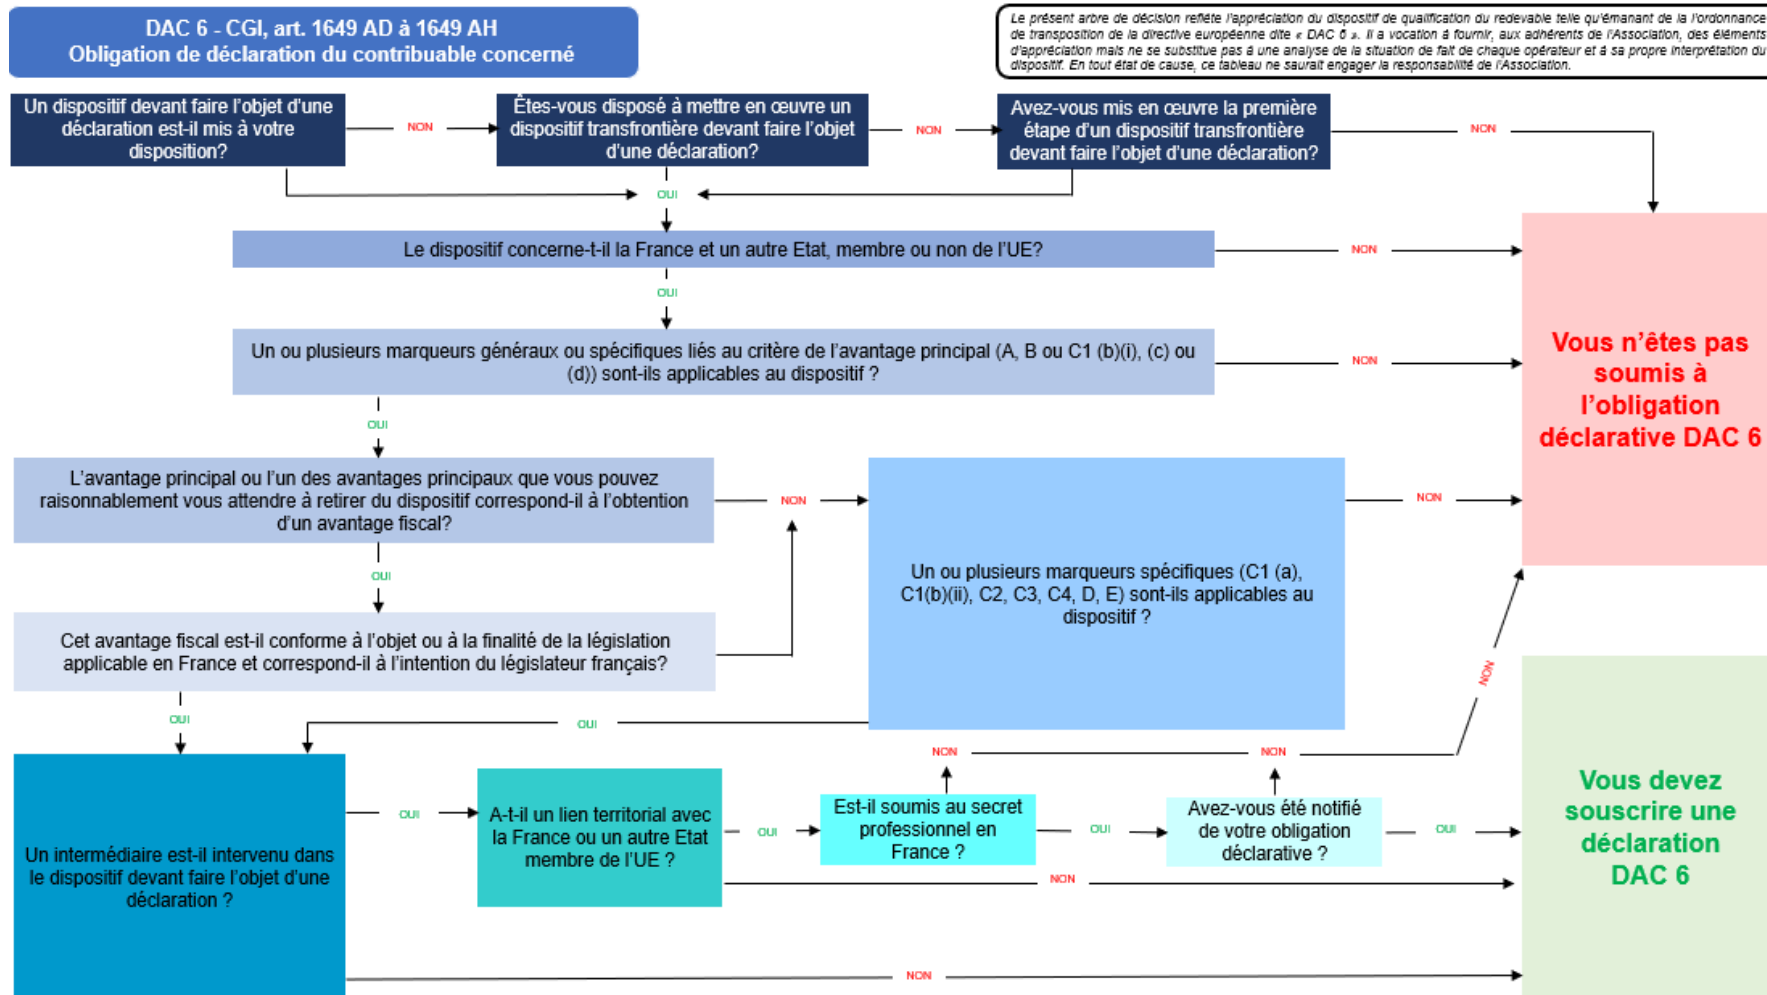 DAC 6 - CGI, art. 1649 AD à 1649 AH
Obligation de déclaration du contribuable concerné
Le présent arbre de décision reflète l'appréciation du dispositif de qualification du redevable telle qu'émanant de la l'ordonnance
de transposition de la directive européenne dite « DAC 6 ». Il a vocation à fournir, aux adhérents de l'Association, des éléments
d'appréciation mais ne se substitue pas à une analyse de la situation de fait de chaque opérateur et à sa propre interprétation du
dispositif. En tout état de cause, ce tableau ne saurait engager la responsabilité de l'Association.
Un dispositif devant faire l'objet d'une
déclaration est-il mis à votre
disposition?
NON
Êtes-vous disposé à mettre en œuvre un
dispositif transfrontière devant faire l'objet
d'une déclaration?
NON
Avez-vous mis en œuvre la première
étape d'un dispositif transfrontière
devant faire l'objet d'une déclaration?
NON
OUI
Le dispositif concerne-t-il la France et un autre Etat, membre ou non de l'UE?
NON
OUI
Un ou plusieurs marqueurs généraux ou spécifiques liés au critère de l'avantage principal (A, B ou C1 (b)(i), (c) ou
(d)) sont-ils applicables au dispositif ?
NON
Vous n'êtes pas
soumis à
l'obligation
déclarative DAC 6
OUI
L'avantage principal ou l'un des avantages principaux que vous pouvez
raisonnablement vous attendre à retirer du dispositif correspond-il à l'obtention
d'un avantage fiscal?
NON
Un ou plusieurs marqueurs spécifiques (C1 (a),
C1(b)(ii), C2, C3, C4, D, E) sont-ils applicables au
dispositif ?
NON
OUI
Cet avantage fiscal est-il conforme à l'objet ou à la finalité de la législation
applicable en France et correspond-il à l'intention du législateur français?
OUI
OUI
NON
NON
NON
Un intermédiaire est-il intervenu dans
le dispositif devant faire l'objet d'une
déclaration ?
OUI
A-t-il un lien territorial avec
la France ou un autre Etat
membre de l'UE ?
OUI
Est-il soumis au secret
professionnel en
France ?
OUI
Avez-vous été notifié
de votre obligation
déclarative ?
OUI
Vous devez
souscrire une
déclaration
DAC 6
NON
NON